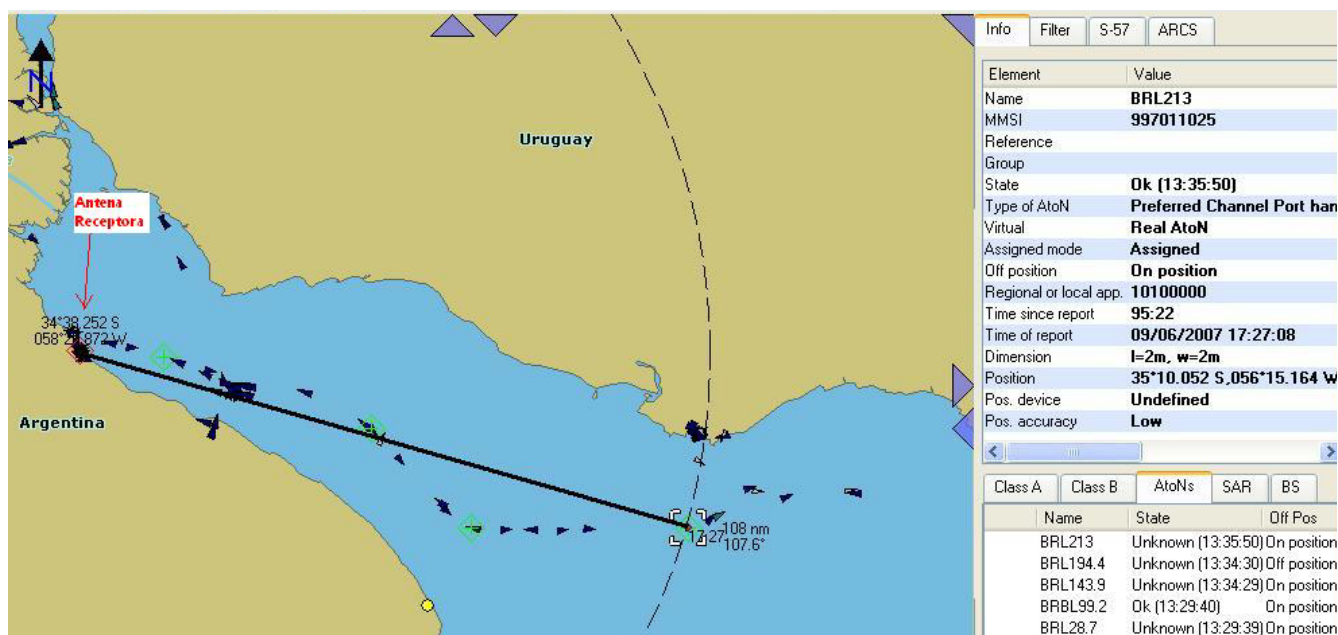 N
Uruguay
Antena
Receptora
34°38.252 S
Argentina
17:27
108 nm
107.6°
Info Filter S-57 ARCS
Element Value
Name BRL213
MMSI 997011025
Reference
Group
State Ok (13:35:50)
Type of AtoN Preferred Channel Port han
Virtual Real AtoN
Assigned mode Assigned
Off position On position
Regional or local app. 10100000
Time since report 95:22
Time of report 09/06/2007 17:27:08
Dimension l=2m, w=2m
Position 35°10.052 S,056°15.164 W
Pos. device Undefined
Pos. accuracy Low
Class A Class B AtoNs SAR BS
Name State Off Pos
BRL213 Unknown (13:35:50) On position
BRL194.4 Unknown (13:34:30) Off position
BRL143.9 Unknown (13:34:29) On position
BRBL99.2 Ok (13:29:40) On position
BRL28.7 Unknown (13:29:39) On position